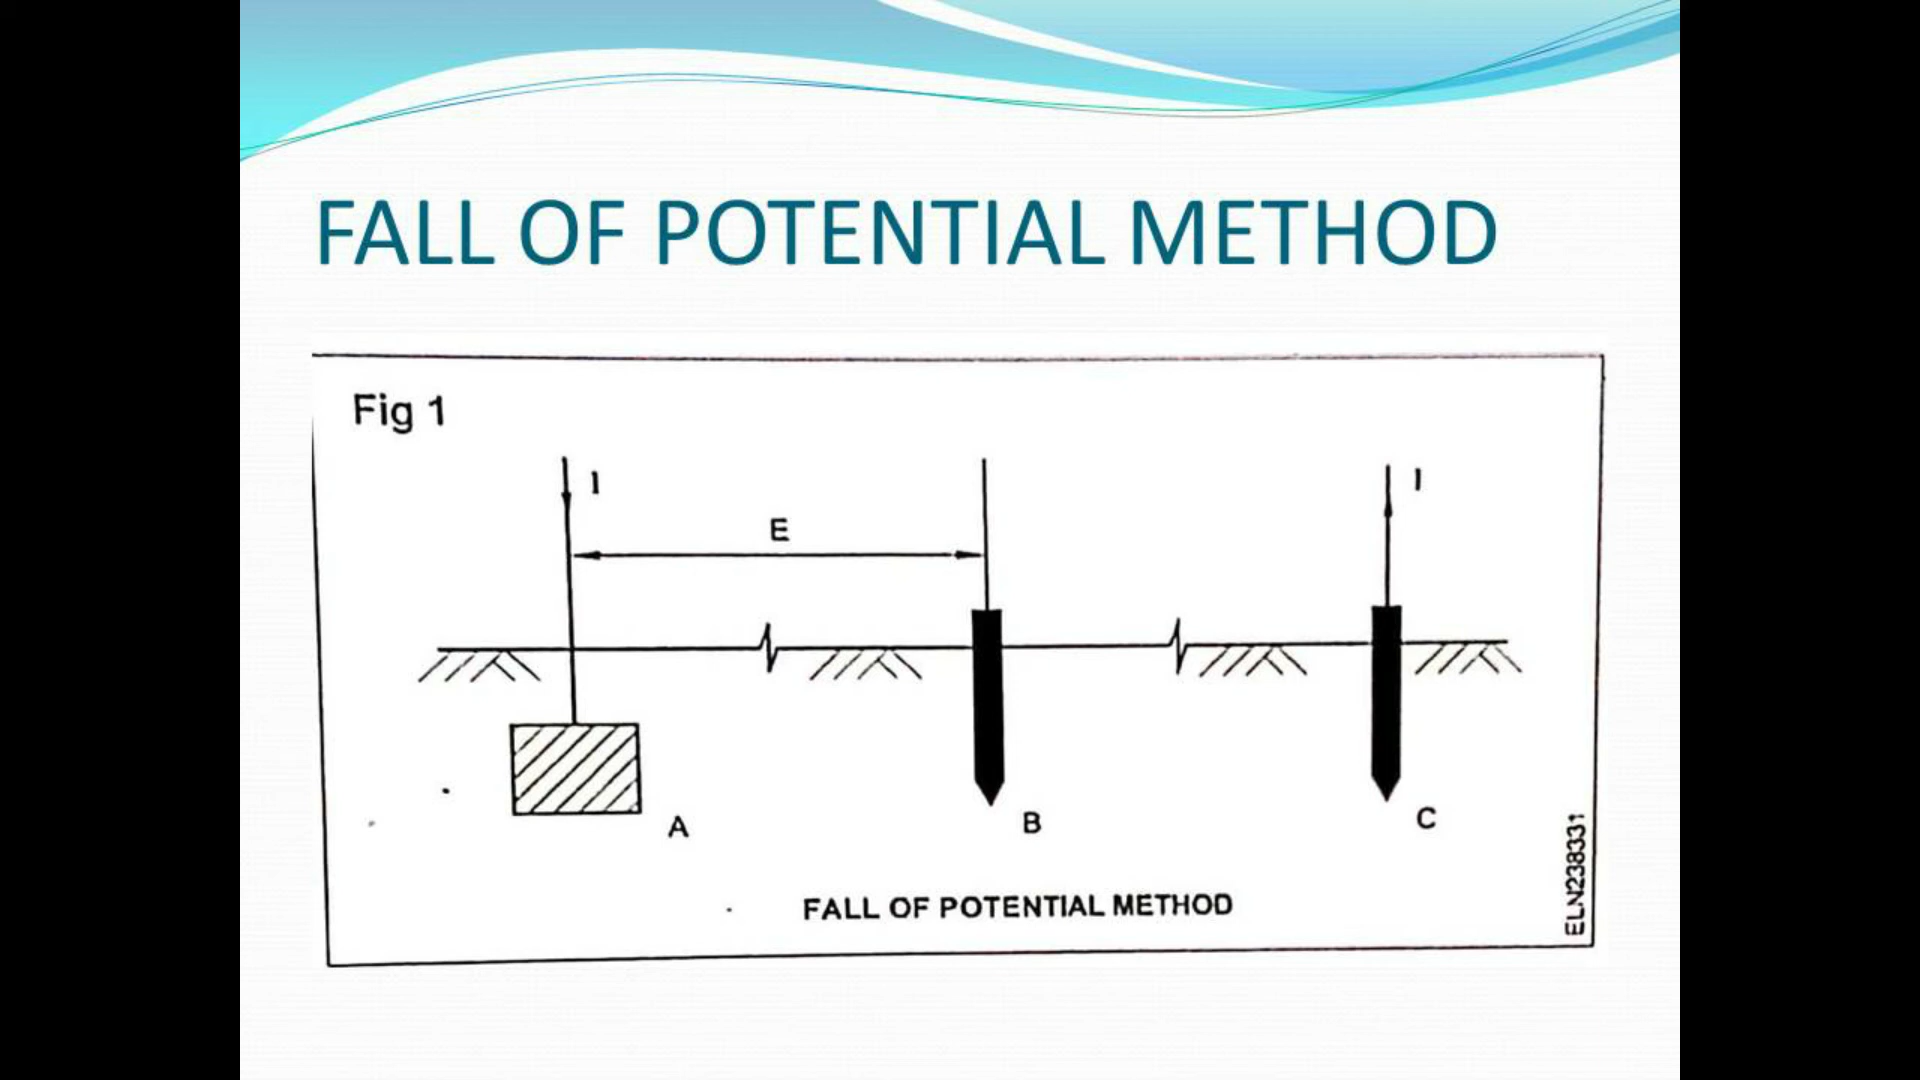 FALL OF POTENTIAL METHOD
Fig 1
I
I
E
A
B
C
FALL OF POTENTIAL METHOD
ELN238331